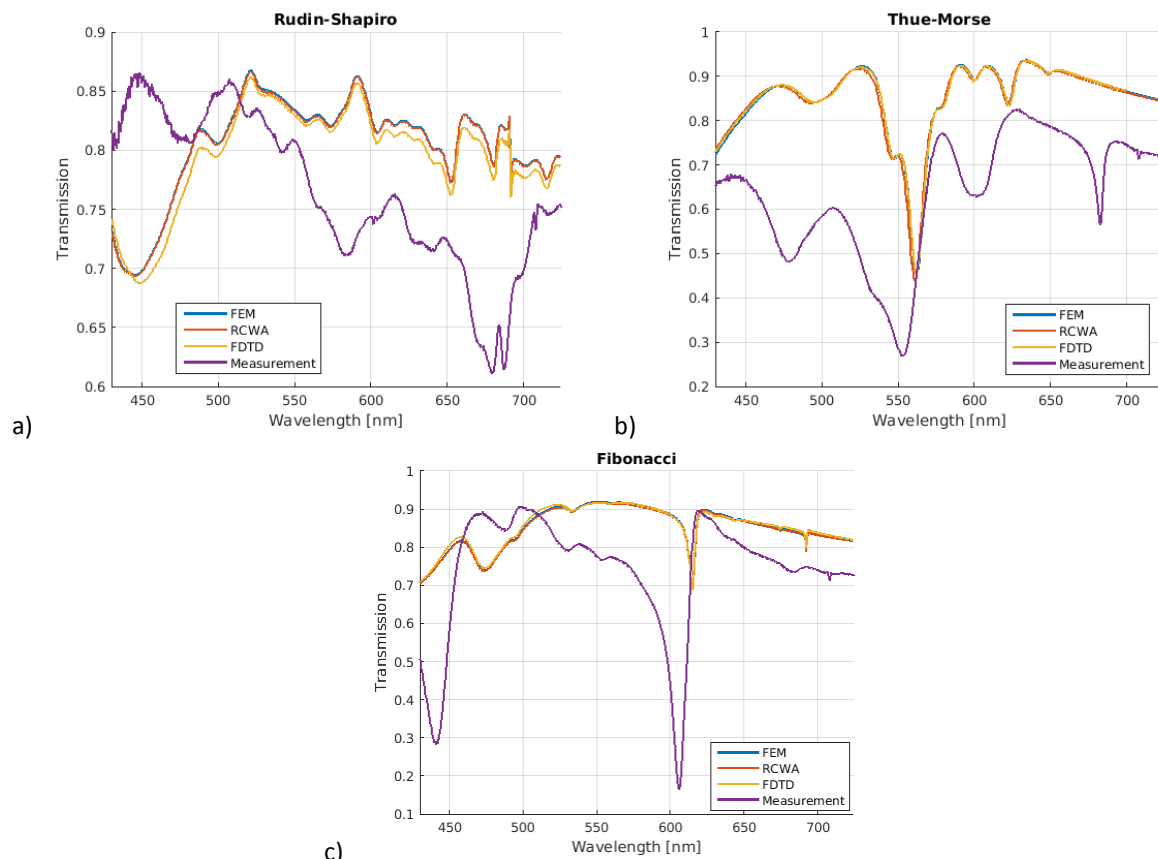 Rudin-Shapiro
0.9
0.85
0.8
0.75
0.7
0.65
0.6
Transmission
450 500 550 600 650 700
Wavelength [nm]
FEM
RCWA
FDTD
Measurement
a)
Thue-Morse
1
0.9
0.8
0.7
0.6
0.5
0.4
0.3
0.2
Transmission
450 500 550 600 650 700
Wavelength [nm]
FEM
RCWA
FDTD
Measurement
b)
Fibonacci
1
0.9
0.8
0.7
0.6
0.5
0.4
0.3
0.2
0.1
Transmission
450 500 550 600 650 700
Wavelength [nm]
FEM
RCWA
FDTD
Measurement
c)